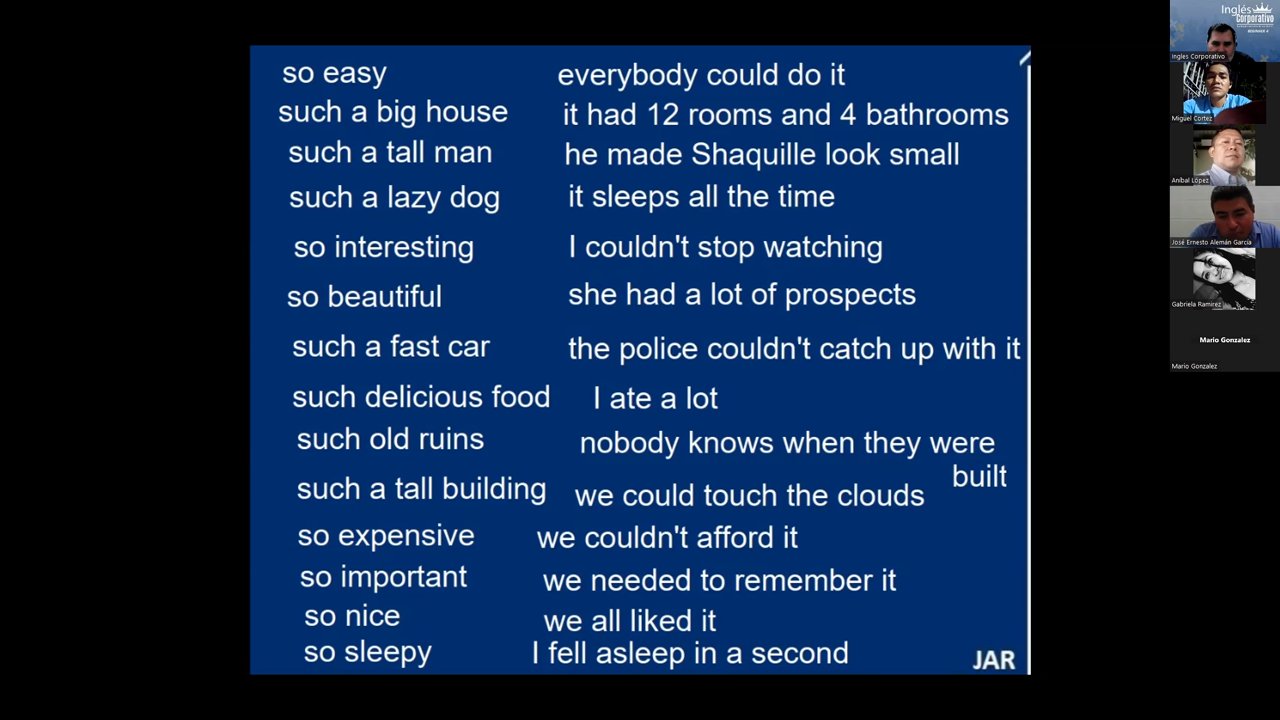 so easy everybody could do it
such a big house it had 12 rooms and 4 bathrooms
such a tall man he made Shaquille look small
such a lazy dog it sleeps all the time
so interesting I couldn't stop watching
so beautiful she had a lot of prospects
such a fast car the police couldn't catch up with it
such delicious food I ate a lot
such old ruins nobody knows when they were
built
such a tall building we could touch the clouds
so expensive we couldn't afford it
so important we needed to remember it
so nice we all liked it
so sleepy I fell asleep in a second
JAR
Inglés
Corporativo
BEGINNER 4
Ingles Corporativo
Miguel Cortez
Aníbal López
José Ernesto Alemán García
Gabriela Ramirez
Mario Gonzalez
Mario Gonzalez